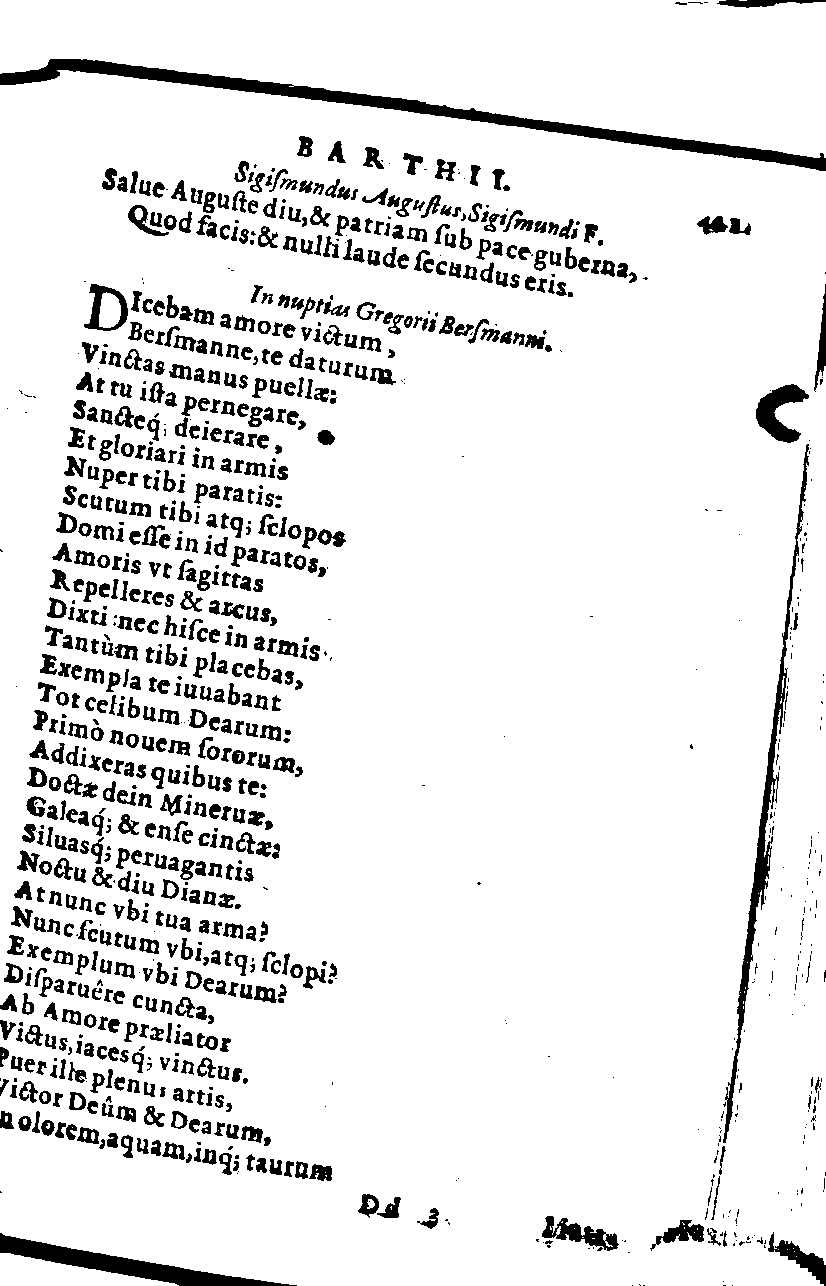 BARTHII.
Sigiſmundus Auguſtus, Sigiſmundi F.
Salue Auguſte diu, & patriam ſub pace guberna,
Quod facis: & nulli laude ſecundus eris.
In nuptias Gregorii Berſmanni.
DIcebam amore victum,
Berſmanne, te daturum
Vinctas manus puellæ:
At tu iſta pernegare,
Sancteq́; deierare,
Et gloriari in armis
Nuper tibi paratis:
Scutum tibi atq; ſclopos
Domi eſſe in id paratos,
Amoris vt ſagittas
Repelleres & arcus,
Dixti: nec hiſce in armis
Tantùm tibi placebas,
Exempla te iuuabant
Tot celibum Dearum:
Primò nouem ſororum,
Addixeras quibus te:
Doctæ dein Mineruæ,
Galeaq́; & enſe cinctæ:
Siluasq́; peruagantis
Noctu & diu Dianæ.
At nunc vbi tua arma?
Nunc ſcutum vbi, atq; ſclopi?
Exemplum vbi Dearum?
Diſparuêre cuncta,
Ab Amore præliator
Victus, iacesq́; vinctus.
Puer ille plenus artis,
Victor Deûm & Dearum,
In olorem, aquam, inq́; taurum
Dd 3